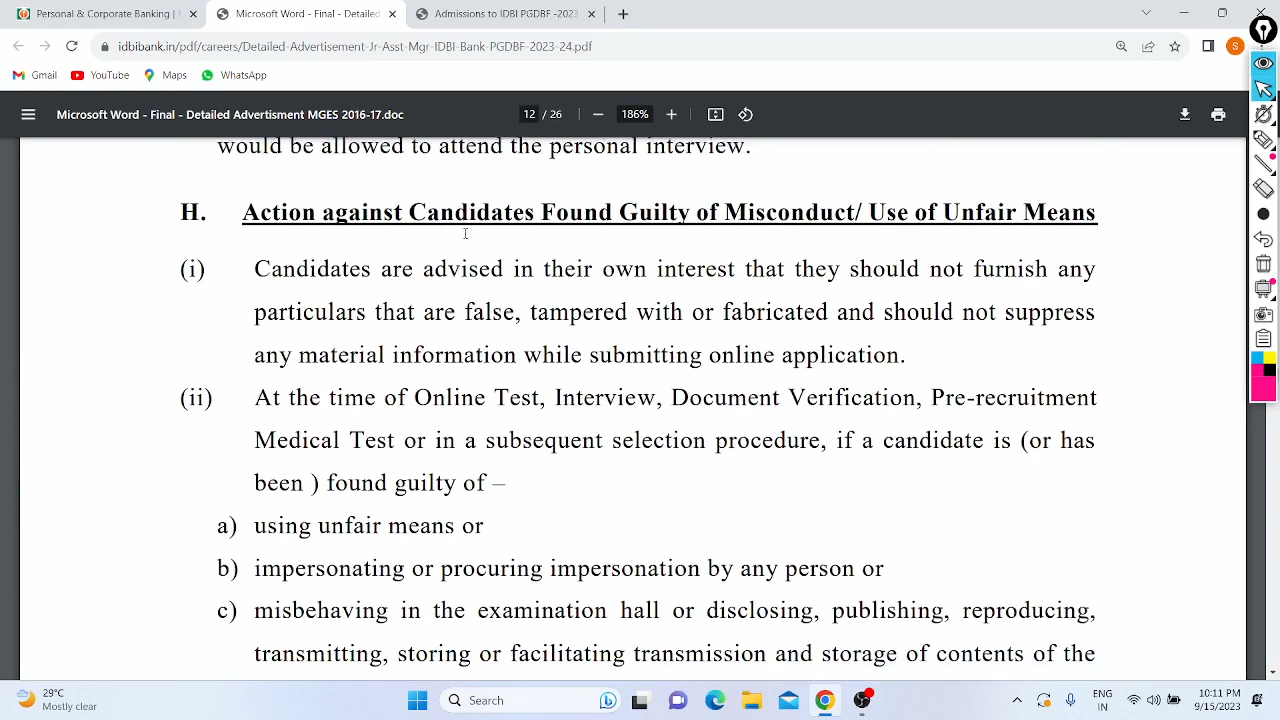 Personal & Corporate Banking |
Microsoft Word - Final - Detailed
Admissions to IDBI PGDBF -2023
idbibank.in/pdf/careers/Detailed-Advertisement-Jr-Asst-Mgr-IDBI-Bank-PGDBF-2023-24.pdf
S
Gmail
YouTube
Maps
WhatsApp
Microsoft Word - Final - Detailed Advertisment MGES 2016-17.doc
12 / 26
186%
would be allowed to attend the personal interview.
H. Action against Candidates Found Guilty of Misconduct/ Use of Unfair Means
(i) Candidates are advised in their own interest that they should not furnish any
particulars that are false, tampered with or fabricated and should not suppress
any material information while submitting online application.
(ii) At the time of Online Test, Interview, Document Verification, Pre-recruitment
Medical Test or in a subsequent selection procedure, if a candidate is (or has
been ) found guilty of –
a) using unfair means or
b) impersonating or procuring impersonation by any person or
c) misbehaving in the examination hall or disclosing, publishing, reproducing,
transmitting, storing or facilitating transmission and storage of contents of the
29°C
Mostly clear
Search
ENG
IN
10:11 PM
9/15/2023